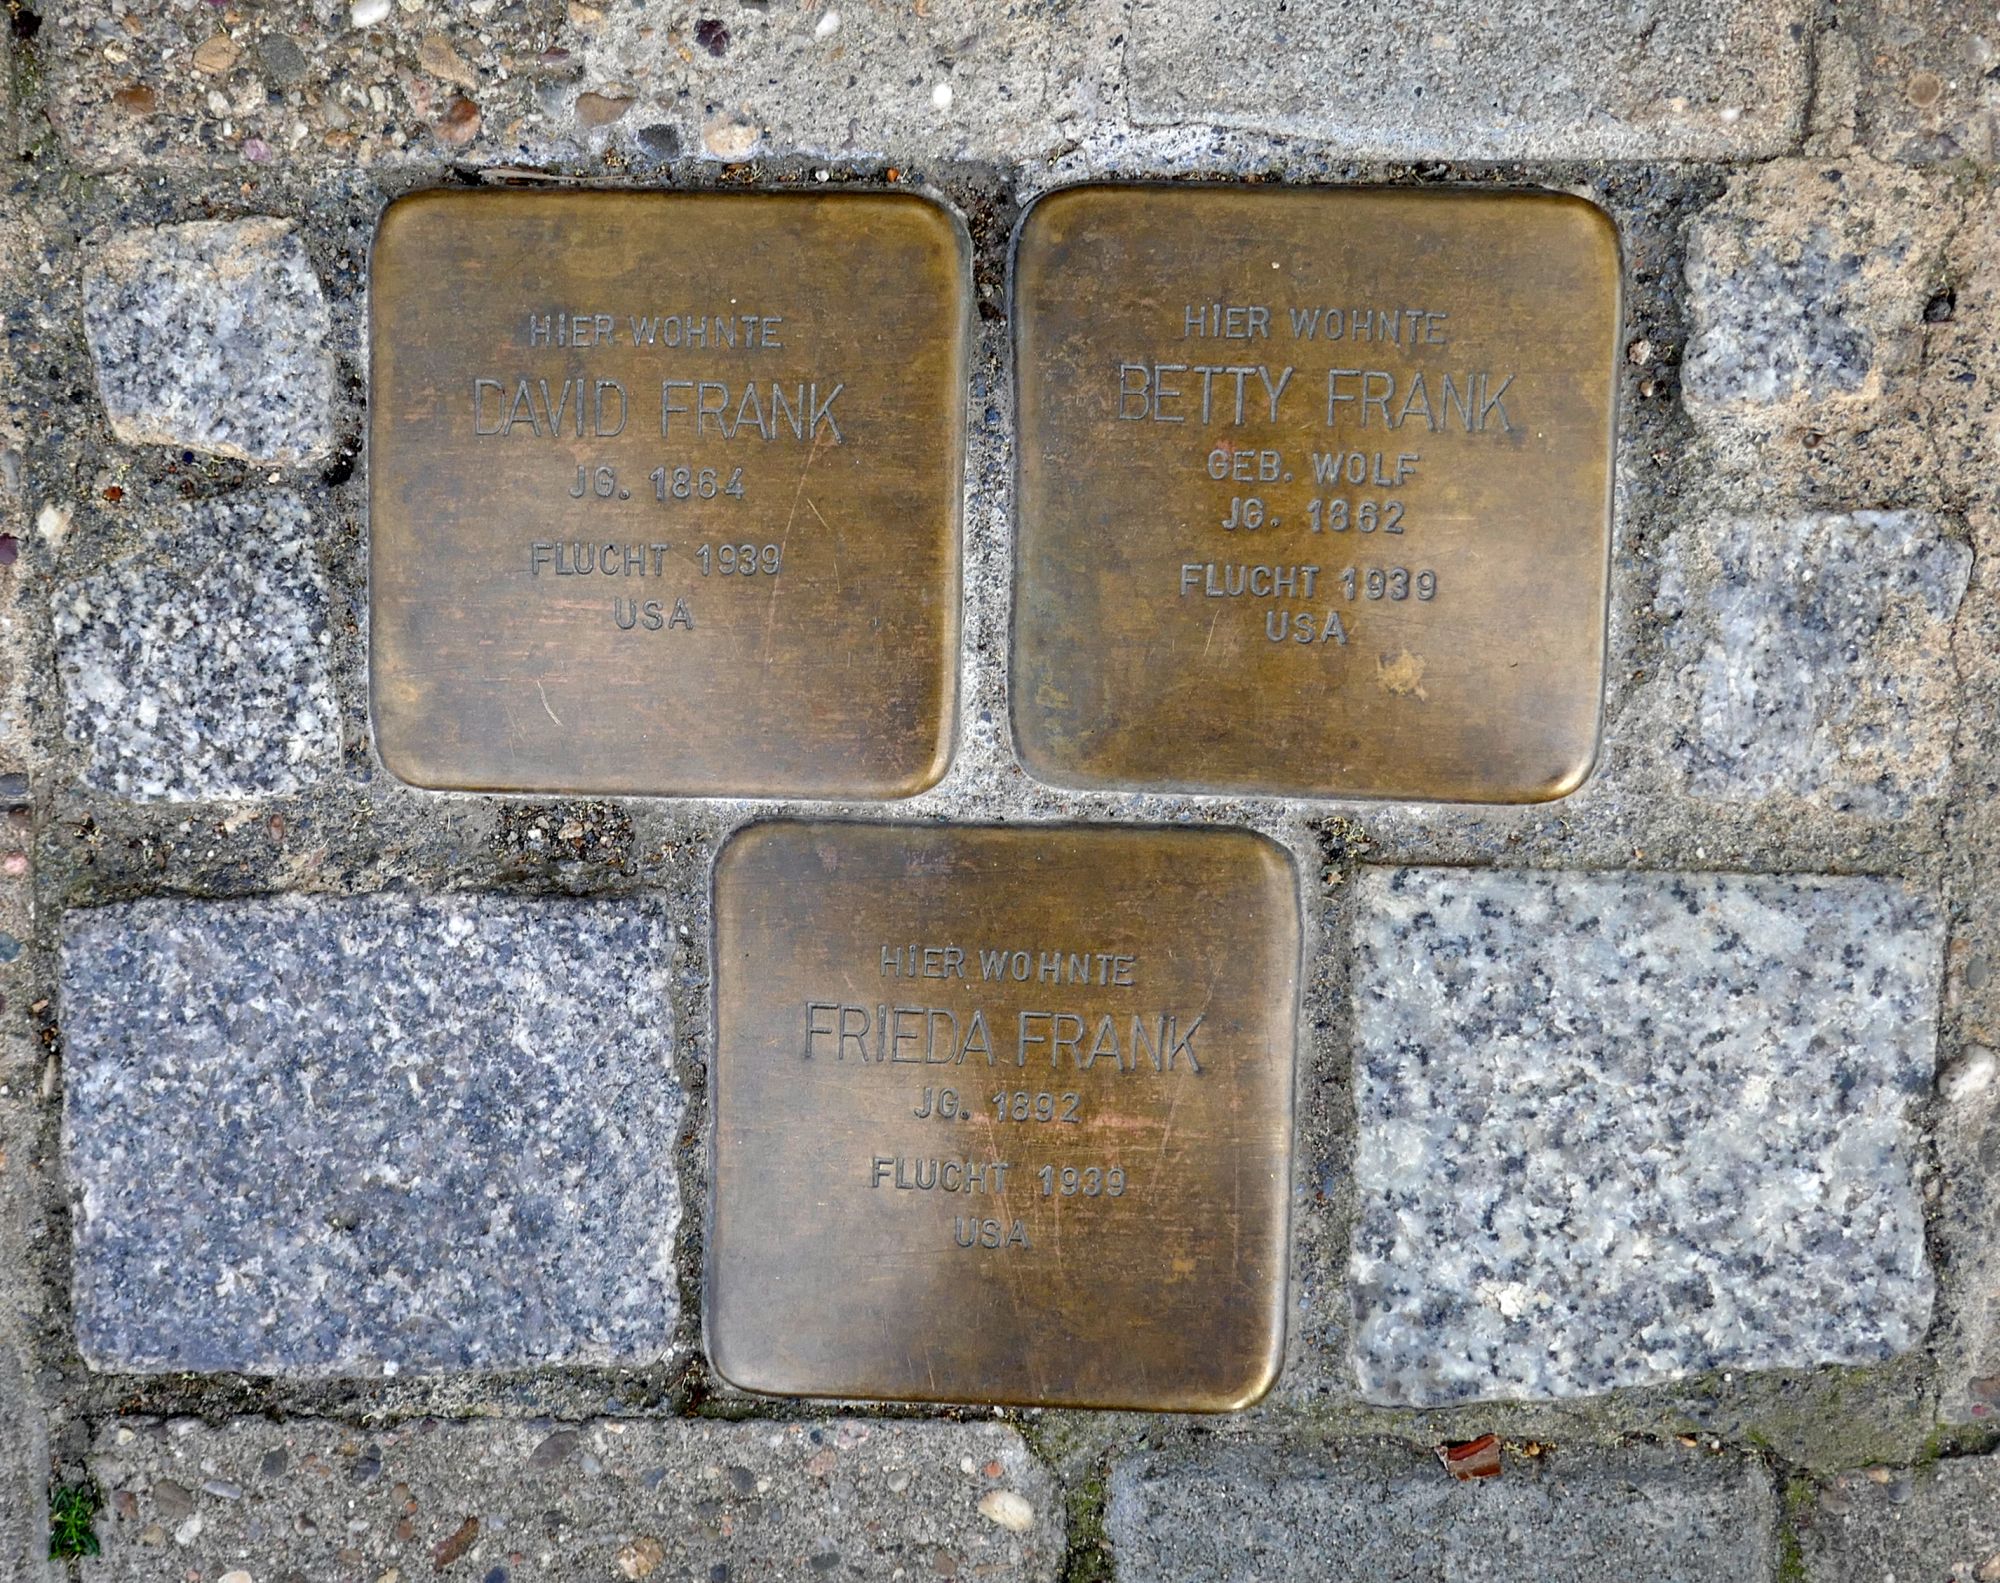 HIER WOHNTE
DAVID FRANK
JG. 1864
FLUCHT 1939
USA
HIER WOHNTE
BETTY FRANK
GEB. WOLF
JG. 1862
FLUCHT 1939
USA
HIER WOHNTE
FRIEDA FRANK
JG. 1892
FLUCHT 1939
USA